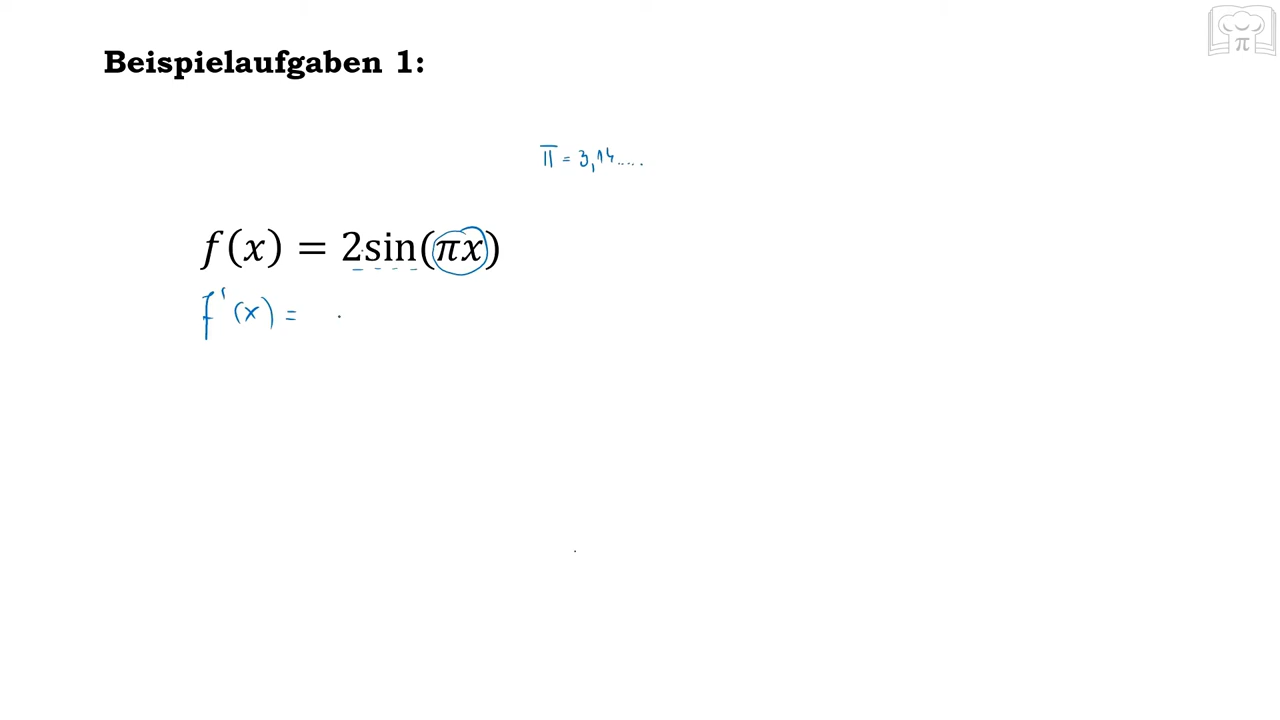 Beispielaufgaben 1:
π = 3,14.....
f(x) = 2sin(πx)
f'(x) =